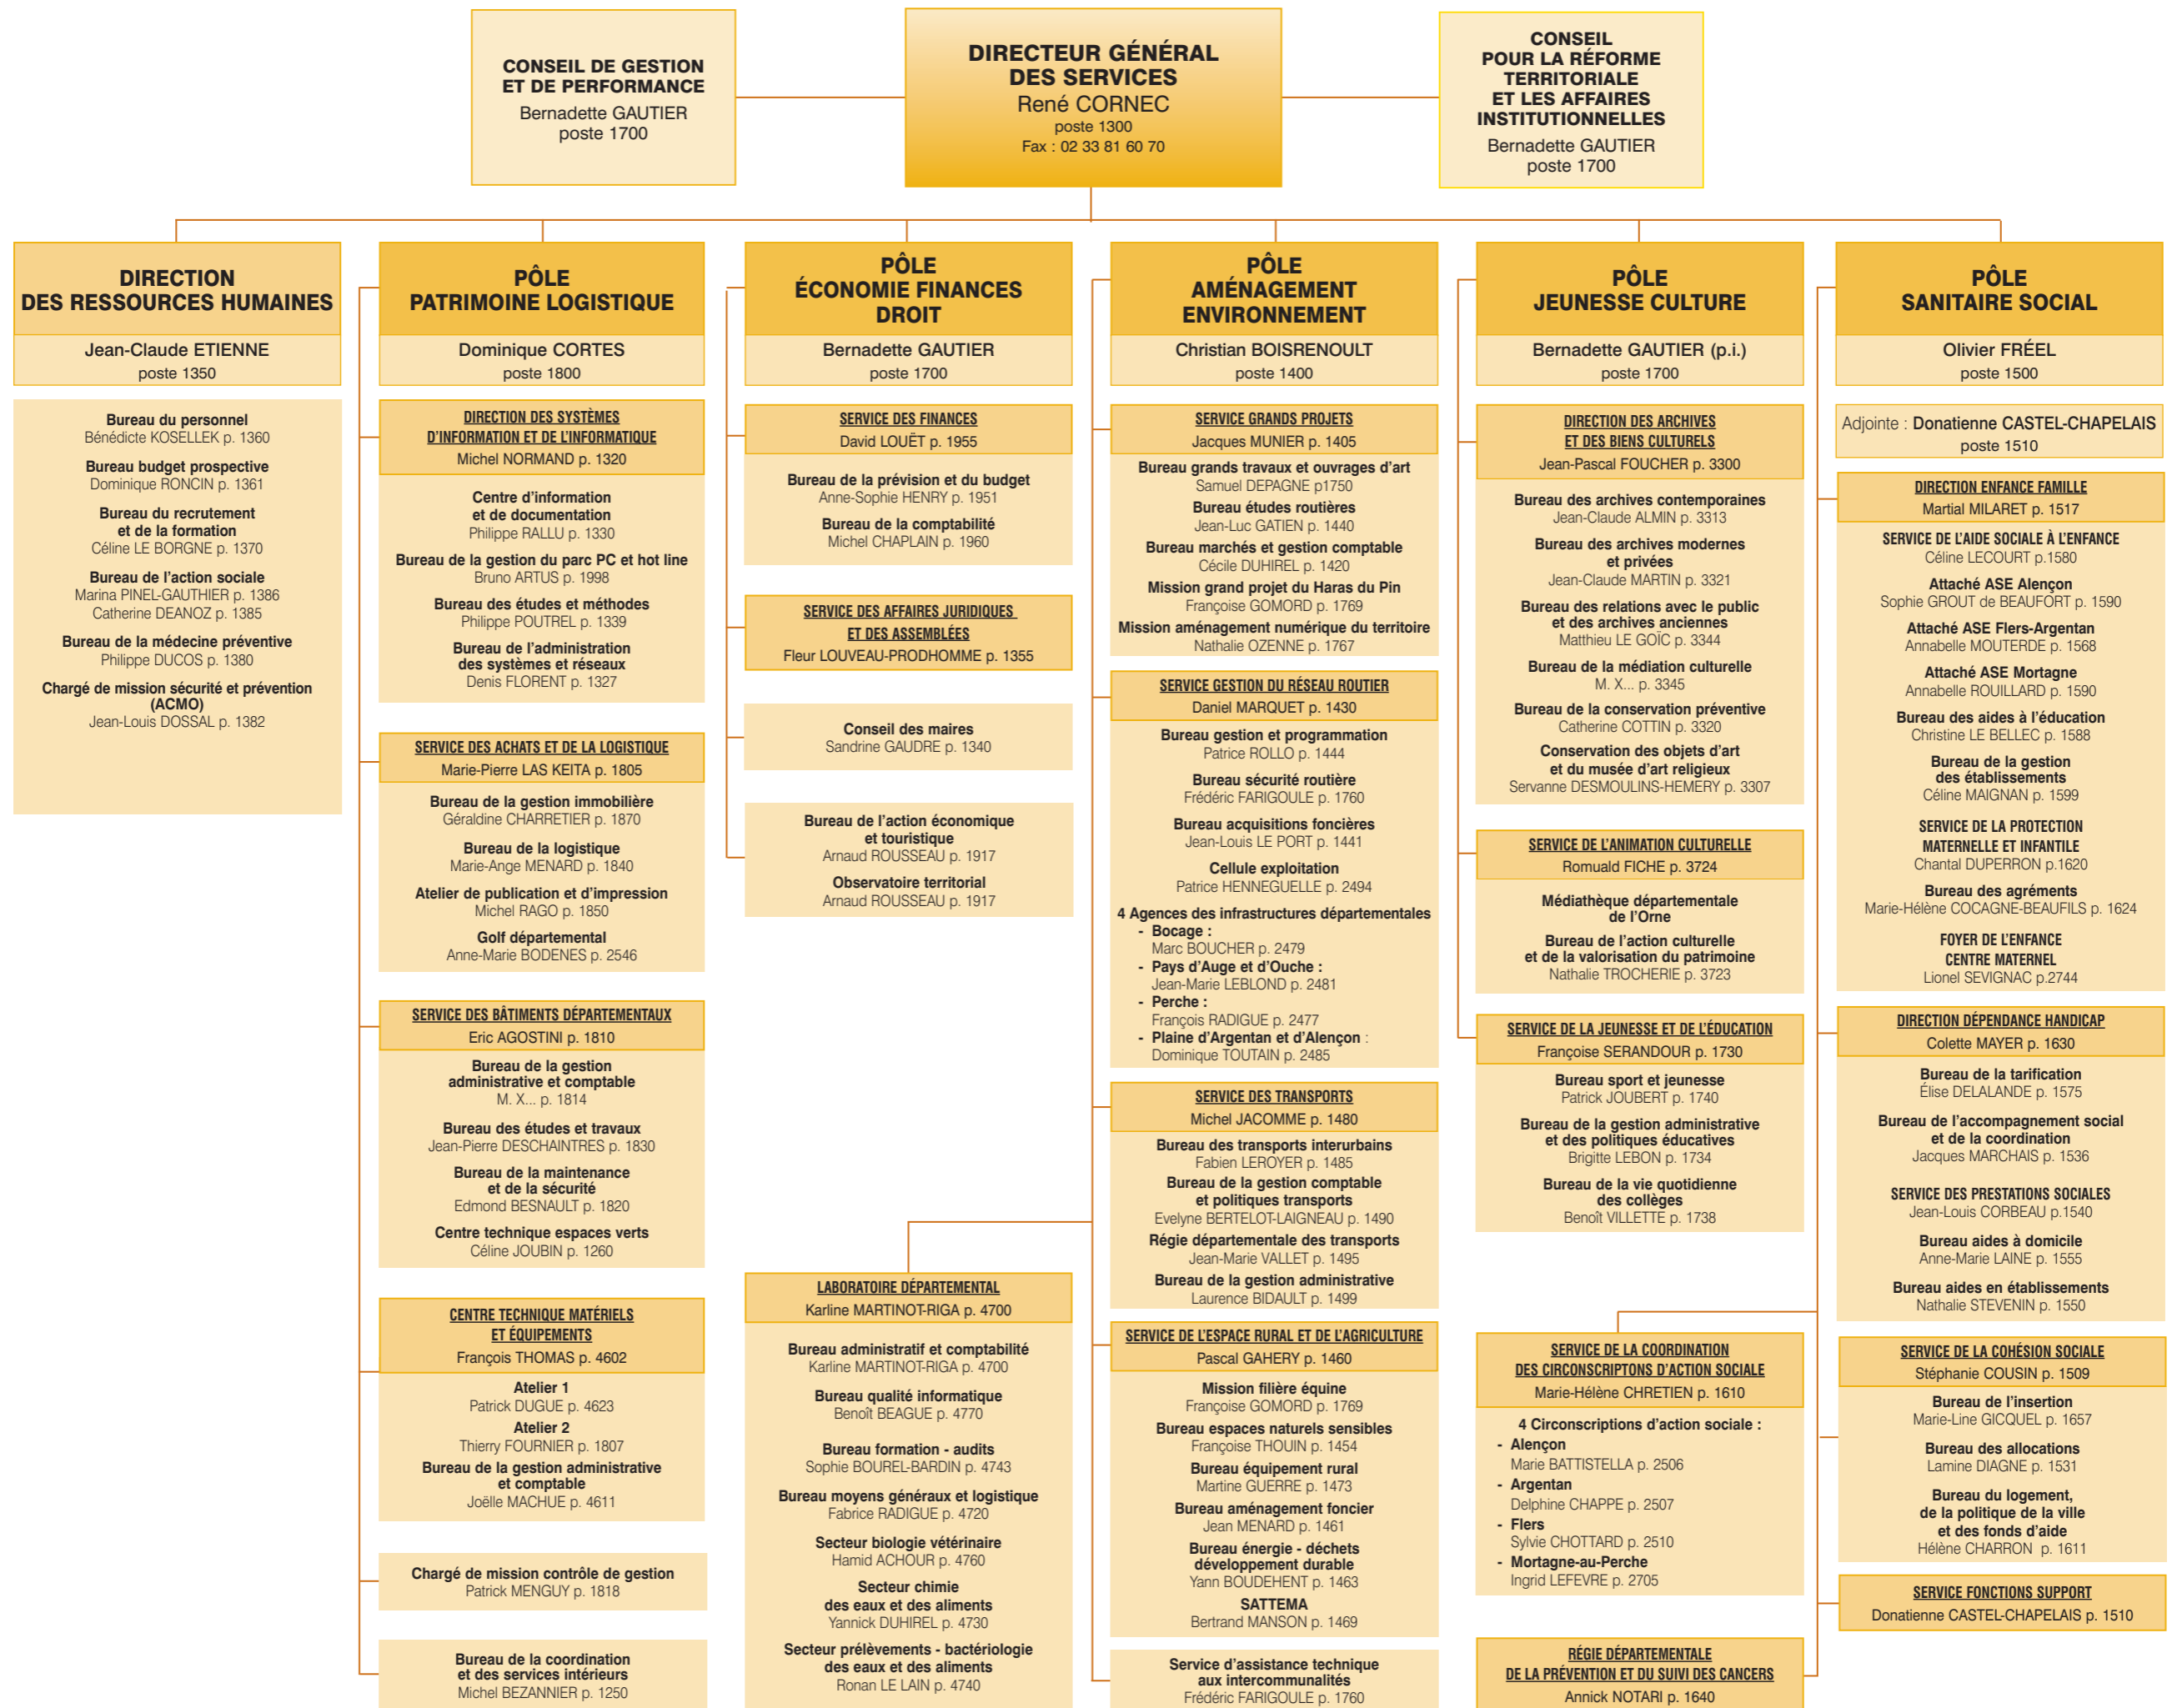 CONSEIL DE GESTION
ET DE PERFORMANCE
Bernadette GAUTIER
poste 1700
DIRECTEUR GÉNÉRAL
DES SERVICES
René CORNEC
poste 1300
Fax : 02 33 81 60 70
CONSEIL
POUR LA RÉFORME
TERRITORIALE
ET LES AFFAIRES
INSTITUTIONNELLES
Bernadette GAUTIER
poste 1700
DIRECTION
DES RESSOURCES HUMAINES
Jean-Claude ETIENNE
poste 1350
Bureau du personnel
Bénédicte KOSELLEK p. 1360
Bureau budget prospective
Dominique RONCIN p. 1361
Bureau du recrutement
et de la formation
Céline LE BORGNE p. 1370
Bureau de l'action sociale
Marina PINEL-GAUTHIER p. 1386
Catherine DEANOZ p. 1385
Bureau de la médecine préventive
Philippe DUCOS p. 1380
Chargé de mission sécurité et prévention
(ACMO)
Jean-Louis DOSSAL p. 1382
PÔLE
PATRIMOINE LOGISTIQUE
Dominique CORTES
poste 1800
DIRECTION DES SYSTÈMES
D'INFORMATION ET DE L'INFORMATIQUE
Michel NORMAND p. 1320
Centre d'information
et de documentation
Philippe RALLU p. 1330
Bureau de la gestion du parc PC et hot line
Bruno ARTUS p. 1998
Bureau des études et méthodes
Philippe POUTREL p. 1339
Bureau de l'administration
des systèmes et réseaux
Denis FLORENT p. 1327
SERVICE DES ACHATS ET DE LA LOGISTIQUE
Marie-Pierre LAS KEITA p. 1805
Bureau de la gestion immobilière
Géraldine CHARRETIER p. 1870
Bureau de la logistique
Marie-Ange MENARD p. 1840
Atelier de publication et d'impression
Michel RAGO p. 1850
Golf départemental
Anne-Marie BODENES p. 2546
SERVICE DES BÂTIMENTS DÉPARTEMENTAUX
Eric AGOSTINI p. 1810
Bureau de la gestion
administrative et comptable
M. X... p. 1814
Bureau des études et travaux
Jean-Pierre DESCHAINTRES p. 1830
Bureau de la maintenance
et de la sécurité
Edmond BESNAULT p. 1820
Centre technique espaces verts
Céline JOUBIN p. 1260
CENTRE TECHNIQUE MATÉRIELS
ET ÉQUIPEMENTS
François THOMAS p. 4602
Atelier 1
Patrick DUGUE p. 4623
Atelier 2
Thierry FOURNIER p. 1807
Bureau de la gestion administrative
et comptable
Joëlle MACHUE p. 4611
Chargé de mission contrôle de gestion
Patrick MENGUY p. 1818
Bureau de la coordination
et des services intérieurs
Michel BEZANNIER p. 1250
PÔLE
ÉCONOMIE FINANCES
DROIT
Bernadette GAUTIER
poste 1700
SERVICE DES FINANCES
David LOUËT p. 1955
Bureau de la prévision et du budget
Anne-Sophie HENRY p. 1951
Bureau de la comptabilité
Michel CHAPLAIN p. 1960
SERVICE DES AFFAIRES JURIDIQUES
ET DES ASSEMBLÉES
Fleur LOUVEAU-PRODHOMME p. 1355
Conseil des maires
Sandrine GAUDRE p. 1340
Bureau de l'action économique
et touristique
Arnaud ROUSSEAU p. 1917
Observatoire territorial
Arnaud ROUSSEAU p. 1917
LABORATOIRE DÉPARTEMENTAL
Karline MARTINOT-RIGA p. 4700
Bureau administratif et comptabilité
Karline MARTINOT-RIGA p. 4700
Bureau qualité informatique
Benoît BEAGUE p. 4770
Bureau formation - audits
Sophie BOUREL-BARDIN p. 4743
Bureau moyens généraux et logistique
Fabrice RADIGUE p. 4720
Secteur biologie vétérinaire
Hamid ACHOUR p. 4760
Secteur chimie
des eaux et des aliments
Yannick DUHIREL p. 4730
Secteur prélèvements - bactériologie
des eaux et des aliments
Ronan LE LAIN p. 4740
PÔLE
AMÉNAGEMENT
ENVIRONNEMENT
Christian BOISRENOULT
poste 1400
SERVICE GRANDS PROJETS
Jacques MUNIER p. 1405
Bureau grands travaux et ouvrages d'art
Samuel DEPAGNE p1750
Bureau études routières
Jean-Luc GATIEN p. 1440
Bureau marchés et gestion comptable
Cécile DUHIREL p. 1420
Mission grand projet du Haras du Pin
Françoise GOMORD p. 1769
Mission aménagement numérique du territoire
Nathalie OZENNE p. 1767
SERVICE GESTION DU RÉSEAU ROUTIER
Daniel MARQUET p. 1430
Bureau gestion et programmation
Patrice ROLLO p. 1444
Bureau sécurité routière
Frédéric FARIGOULE p. 1760
Bureau acquisitions foncières
Jean-Louis LE PORT p. 1441
Cellule exploitation
Patrice HENNEGUELLE p. 2494
4 Agences des infrastructures départementales
- Bocage :
Marc BOUCHER p. 2479
- Pays d'Auge et d'Ouche :
Jean-Marie LEBLOND p. 2481
- Perche :
François RADIGUE p. 2477
- Plaine d'Argentan et d'Alençon :
Dominique TOUTAIN p. 2485
SERVICE DES TRANSPORTS
Michel JACOMME p. 1480
Bureau des transports interurbains
Fabien LEROYER p. 1485
Bureau de la gestion comptable
et politiques transports
Evelyne BERTELOT-LAIGNEAU p. 1490
Régie départementale des transports
Jean-Marie VALLET p. 1495
Bureau de la gestion administrative
Laurence BIDAULT p. 1499
SERVICE DE L'ESPACE RURAL ET DE L'AGRICULTURE
Pascal GAHERY p. 1460
Mission filière équine
Françoise GOMORD p. 1769
Bureau espaces naturels sensibles
Françoise THOUIN p. 1454
Bureau équipement rural
Martine GUERRE p. 1473
Bureau aménagement foncier
Jean MENARD p. 1461
Bureau énergie - déchets
développement durable
Yann BOUDEHENT p. 1463
SATTEMA
Bertrand MANSON p. 1469
Service d'assistance technique
aux intercommunalités
Frédéric FARIGOULE p. 1760
PÔLE
JEUNESSE CULTURE
Bernadette GAUTIER (p.i.)
poste 1700
DIRECTION DES ARCHIVES
ET DES BIENS CULTURELS
Jean-Pascal FOUCHER p. 3300
Bureau des archives contemporaines
Jean-Claude ALMIN p. 3313
Bureau des archives modernes
et privées
Jean-Claude MARTIN p. 3321
Bureau des relations avec le public
et des archives anciennes
Matthieu LE GOÏC p. 3344
Bureau de la médiation culturelle
M. X... p. 3345
Bureau de la conservation préventive
Catherine COTTIN p. 3320
Conservation des objets d'art
et du musée d'art religieux
Servanne DESMOULINS-HEMERY p. 3307
SERVICE DE L'ANIMATION CULTURELLE
Romuald FICHE p. 3724
Médiathèque départementale
de l'Orne
Bureau de l'action culturelle
et de la valorisation du patrimoine
Nathalie TROCHERIE p. 3723
SERVICE DE LA JEUNESSE ET DE L'ÉDUCATION
Françoise SERANDOUR p. 1730
Bureau sport et jeunesse
Patrick JOUBERT p. 1740
Bureau de la gestion administrative
et des politiques éducatives
Brigitte LEBON p. 1734
Bureau de la vie quotidienne
des collèges
Benoît VILLETTE p. 1738
SERVICE DE LA COORDINATION
DES CIRCONSCRIPTONS D'ACTION SOCIALE
Marie-Hélène CHRETIEN p. 1610
4 Circonscriptions d'action sociale :
- Alençon
Marie BATTISTELLA p. 2506
- Argentan
Delphine CHAPPE p. 2507
- Flers
Sylvie CHOTTARD p. 2510
- Mortagne-au-Perche
Ingrid LEFEVRE p. 2705
RÉGIE DÉPARTEMENTALE
DE LA PRÉVENTION ET DU SUIVI DES CANCERS
Annick NOTARI p. 1640
PÔLE
SANITAIRE SOCIAL
Olivier FRÉEL
poste 1500
Adjointe : Donatienne CASTEL-CHAPELAIS
poste 1510
DIRECTION ENFANCE FAMILLE
Martial MILARET p. 1517
SERVICE DE L'AIDE SOCIALE À L'ENFANCE
Céline LECOURT p.1580
Attaché ASE Alençon
Sophie GROUT de BEAUFORT p. 1590
Attaché ASE Flers-Argentan
Annabelle MOUTERDE p. 1568
Attaché ASE Mortagne
Annabelle ROUILLARD p. 1590
Bureau des aides à l'éducation
Christine LE BELLEC p. 1588
Bureau de la gestion
des établissements
Céline MAIGNAN p. 1599
SERVICE DE LA PROTECTION
MATERNELLE ET INFANTILE
Chantal DUPERRON p.1620
Bureau des agréments
Marie-Hélène COCAGNE-BEAUFILS p. 1624
FOYER DE L'ENFANCE
CENTRE MATERNEL
Lionel SEVIGNAC p.2744
DIRECTION DÉPENDANCE HANDICAP
Colette MAYER p. 1630
Bureau de la tarification
Élise DELALANDE p. 1575
Bureau de l'accompagnement social
et de la coordination
Jacques MARCHAIS p. 1536
SERVICE DES PRESTATIONS SOCIALES
Jean-Louis CORBEAU p.1540
Bureau aides à domicile
Anne-Marie LAINE p. 1555
Bureau aides en établissements
Nathalie STEVENIN p. 1550
SERVICE DE LA COHÉSION SOCIALE
Stéphanie COUSIN p. 1509
Bureau de l'insertion
Marie-Line GICQUEL p. 1657
Bureau des allocations
Lamine DIAGNE p. 1531
Bureau du logement,
de la politique de la ville
et des fonds d'aide
Hélène CHARRON p. 1611
SERVICE FONCTIONS SUPPORT
Donatienne CASTEL-CHAPELAIS p. 1510